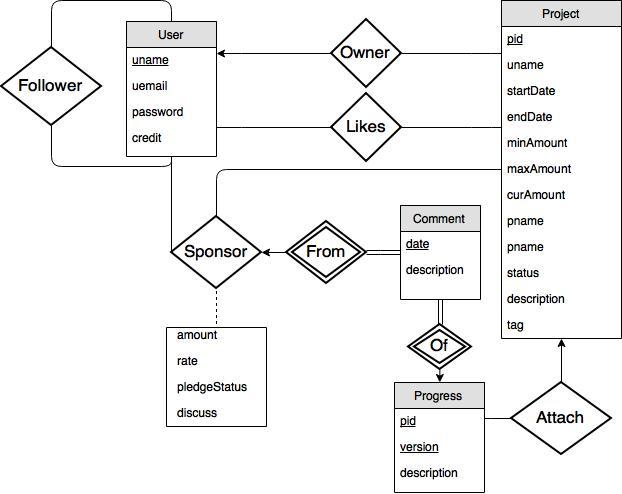 User
uname
uemail
password
credit
Follower
Owner
Likes
Project
pid
uname
startDate
endDate
minAmount
maxAmount
curAmount
pname
pname
status
description
tag
Sponsor
From
Comment
date
description
Of
amount
rate
pledgeStatus
discuss
Progress
pid
version
description
Attach